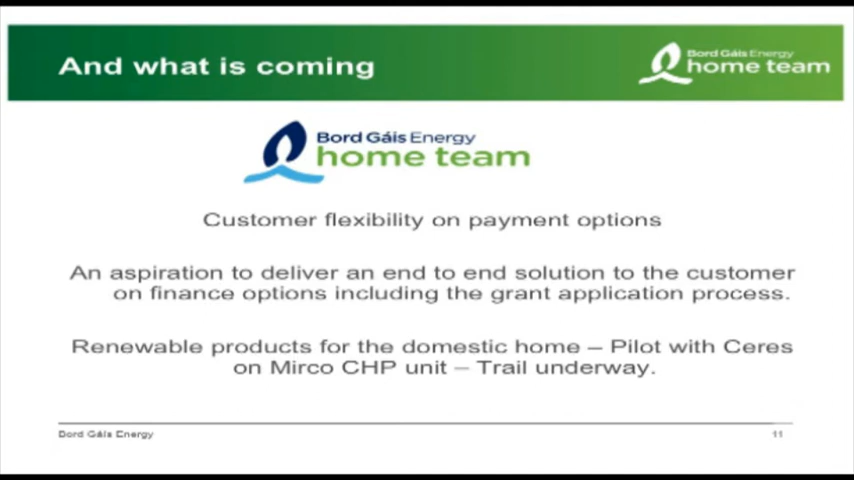 And what is coming
Bord Gáis Energy
home team
Bord Gáis Energy
home team
Customer flexibility on payment options
An aspiration to deliver an end to end solution to the customer
on finance options including the grant application process.
Renewable products for the domestic home – Pilot with Ceres
on Mirco CHP unit – Trail underway.
Bord Gáis Energy
11